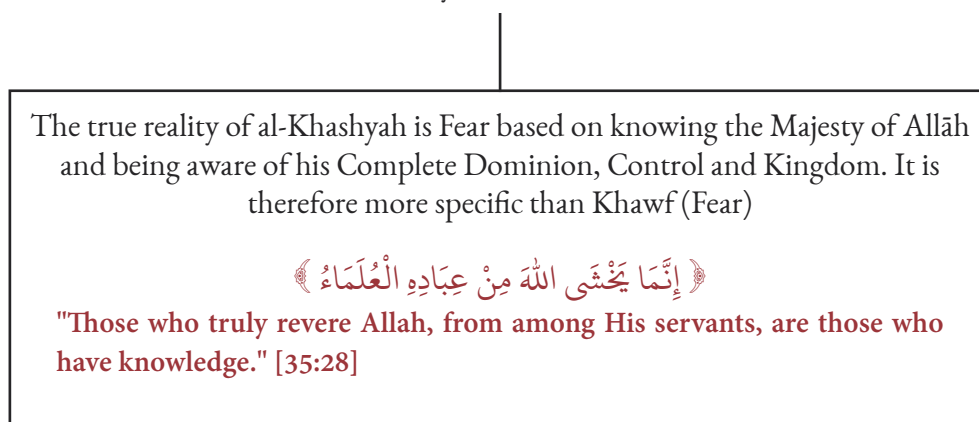 The true reality of al-Khashyah is Fear based on knowing the Majesty of Allāh
and being aware of his Complete Dominion, Control and Kingdom. It is
therefore more specific than Khawf (Fear)
﴿ إِنَّمَا يَخْشَى اللهَ مِنْ عِبَادِهِ الْعُلَمَاءُ ﴾
"Those who truly revere Allah, from among His servants, are those who
have knowledge." [35:28]